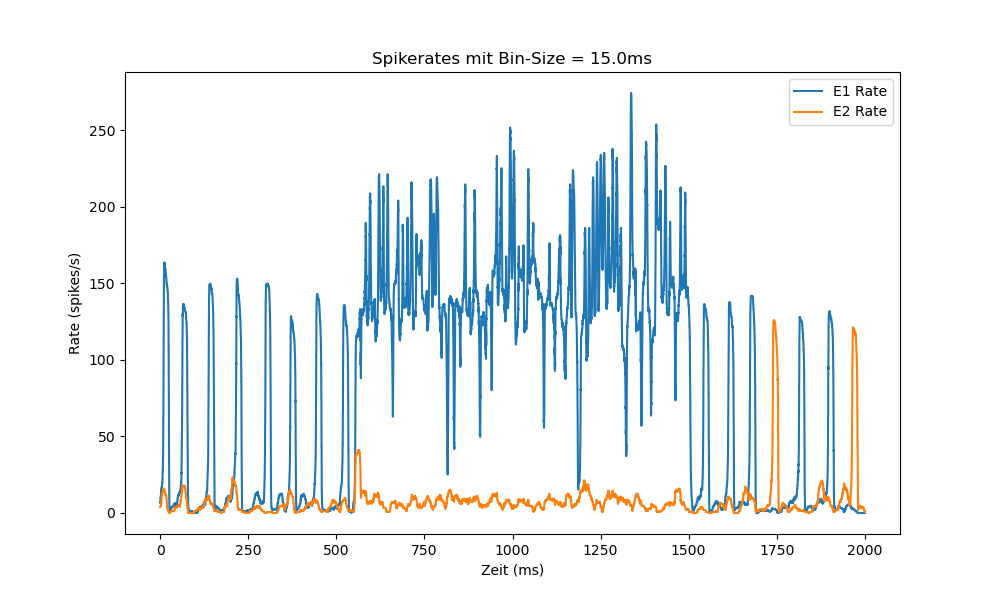 Spikerates mit Bin-Size = 15.0ms
E1 Rate
E2 Rate
Rate (spikes/s)
250
200
150
100
50
0
0 250 500 750 1000 1250 1500 1750 2000
Zeit (ms)